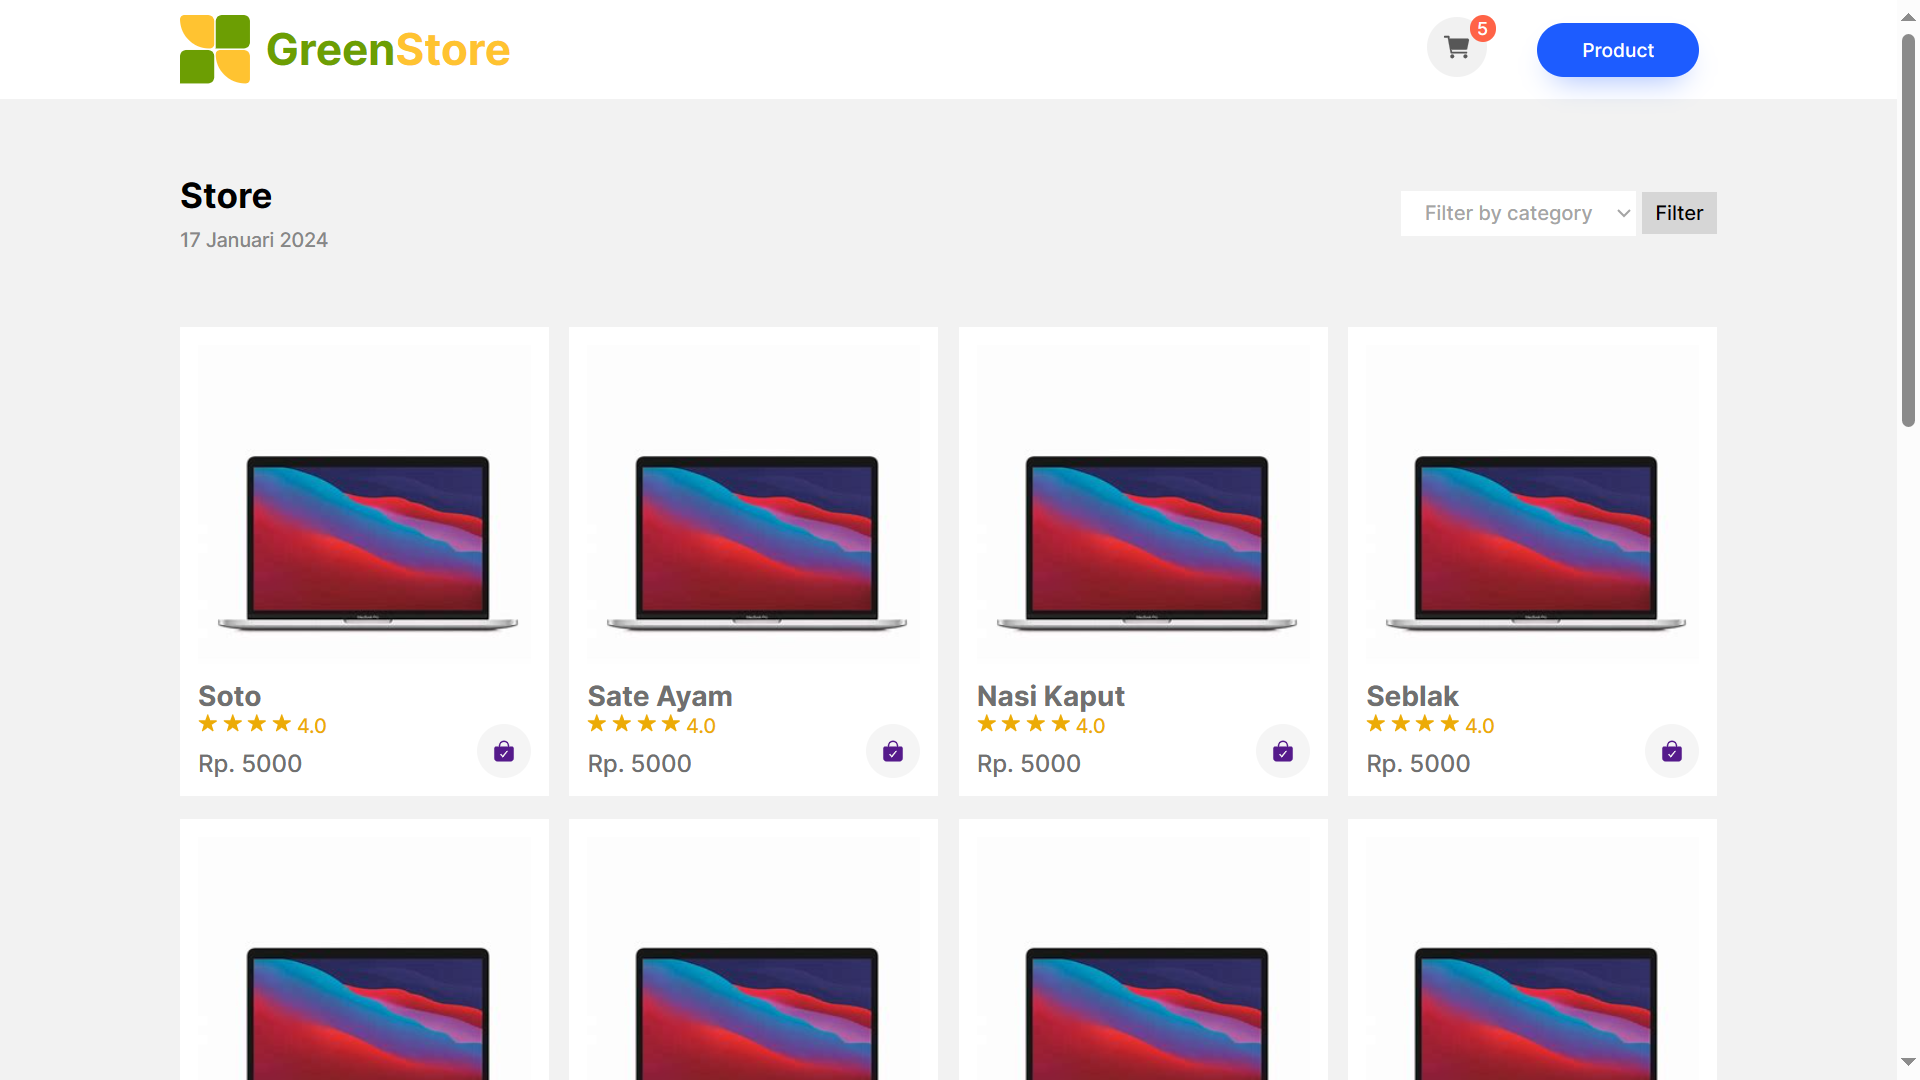 GreenStore
5
Product
Store
17 Januari 2024
Filter by category
Filter
Soto
4.0
Rp. 5000
Sate Ayam
4.0
Rp. 5000
Nasi Kaput
4.0
Rp. 5000
Seblak
4.0
Rp. 5000